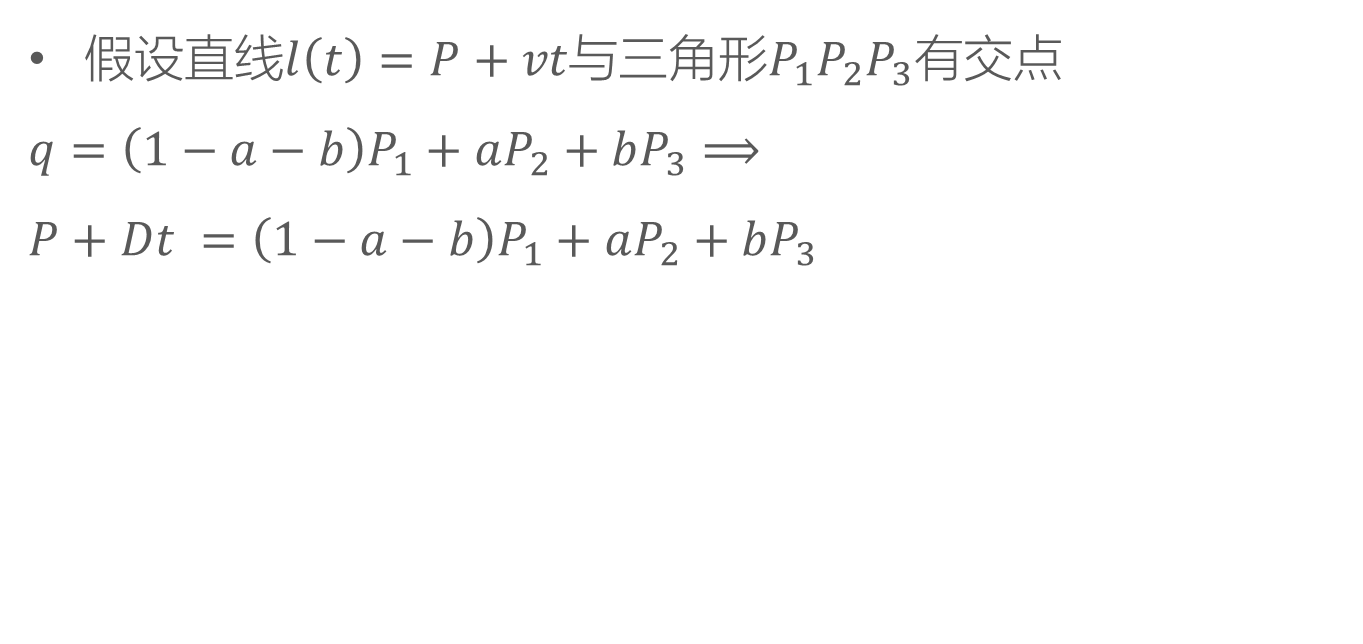 • 假设直线l(t) = P + vt与三角形P₁P₂P₃有交点
q = (1 − a − b)P₁ + aP₂ + bP₃ ⟹
P + Dt = (1 − a − b)P₁ + aP₂ + bP₃